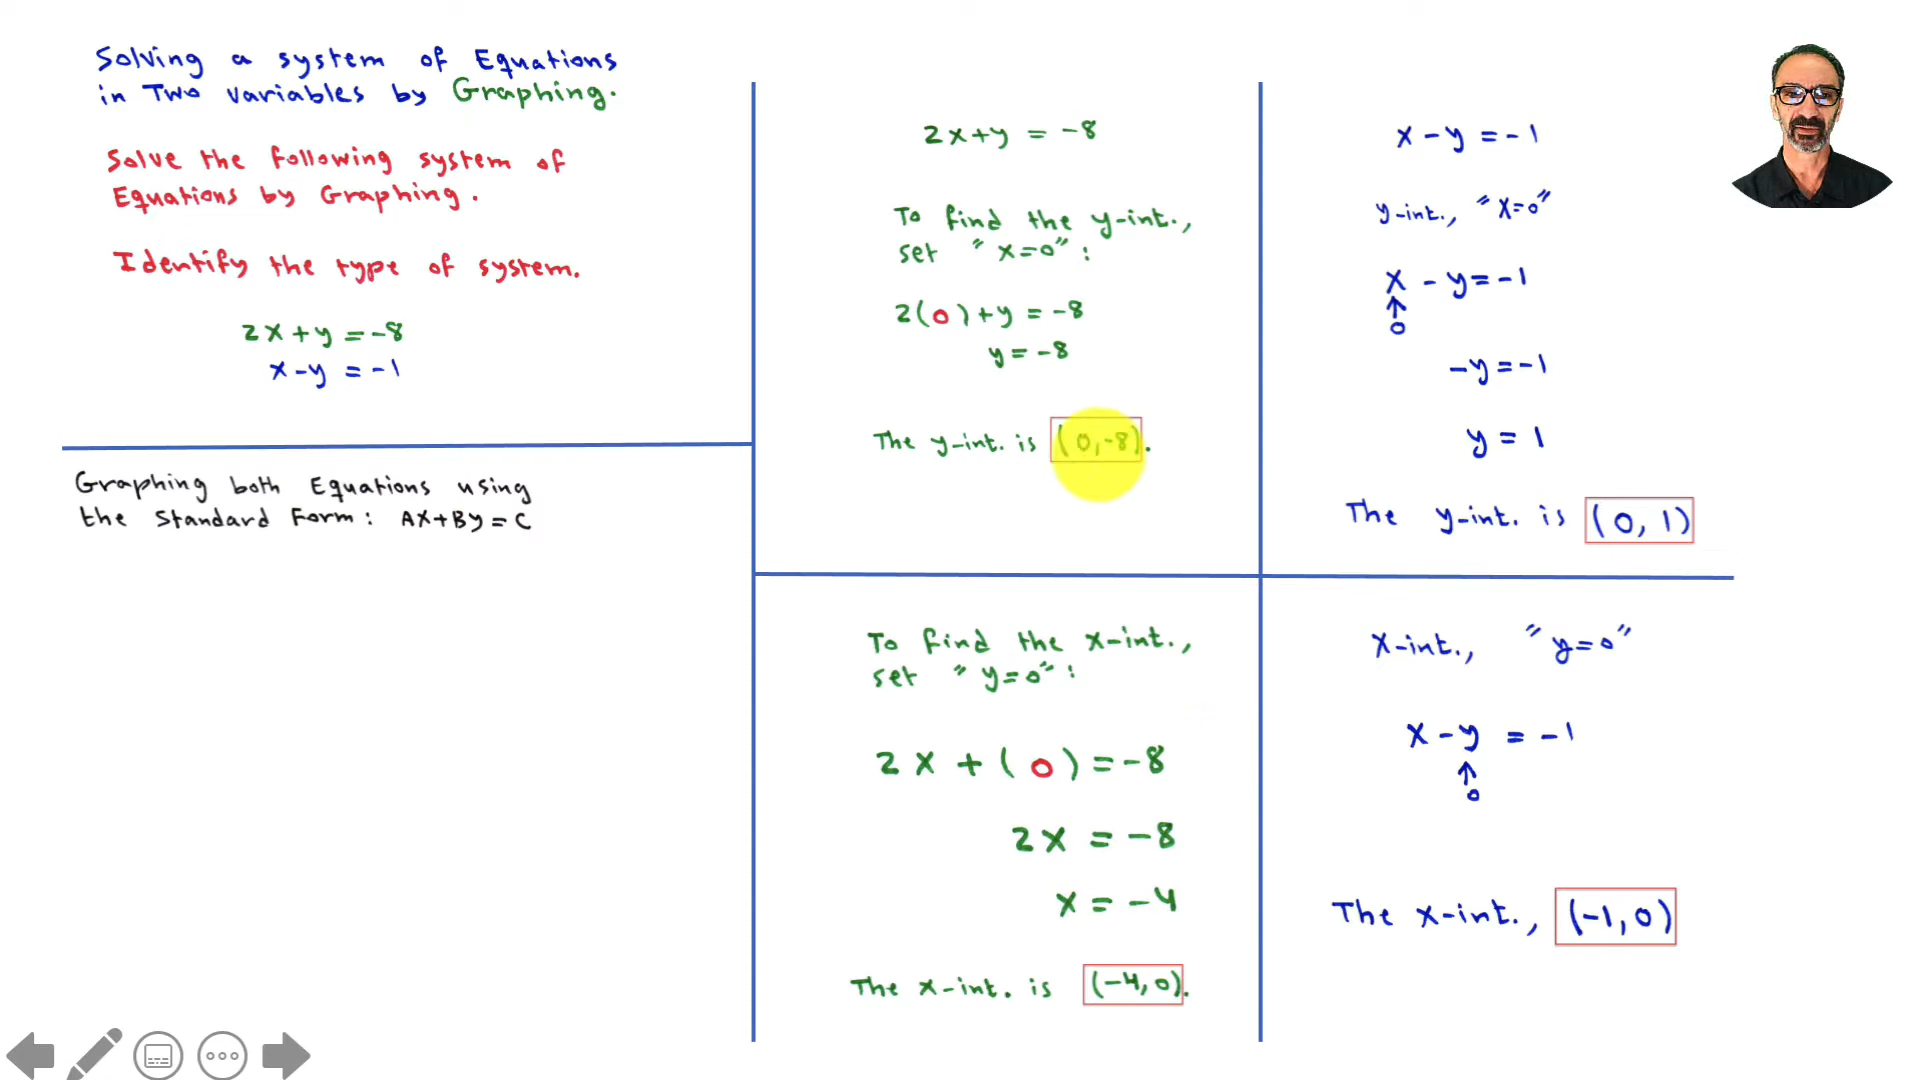 Solving a system of Equations
in Two variables by Graphing.
Solve the following system of
Equations by Graphing.
Identify the type of system.
2x+y=-8
x-y=-1
Graphing both Equations using
the Standard Form: Ax+By=C
2x+y=-8
To find the y-int.,
set "x=0":
2(0)+y=-8
y=-8
The y-int. is (0,-8).
To find the x-int.,
set "y=0":
2x+(0)=-8
2x=-8
x=-4
The x-int. is (-4,0).
x-y=-1
y-int., "x=0"
x-y=-1
↑
0
-y=-1
y=1
The y-int. is (0,1)
x-int., "y=0"
x-y=-1
↑
0
The x-int., (-1,0)